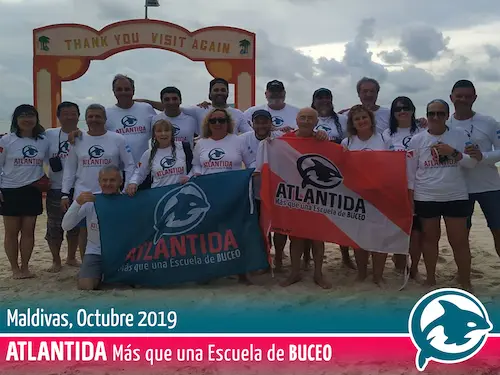 THANK YOU VISIT AGAIN
ATLANTIDA
Más que una Escuela de BUCEO
ATLANTIDA
Más que una Escuela de BUCEO
Maldivas, Octubre 2019
ATLANTIDA Más que una Escuela de BUCEO